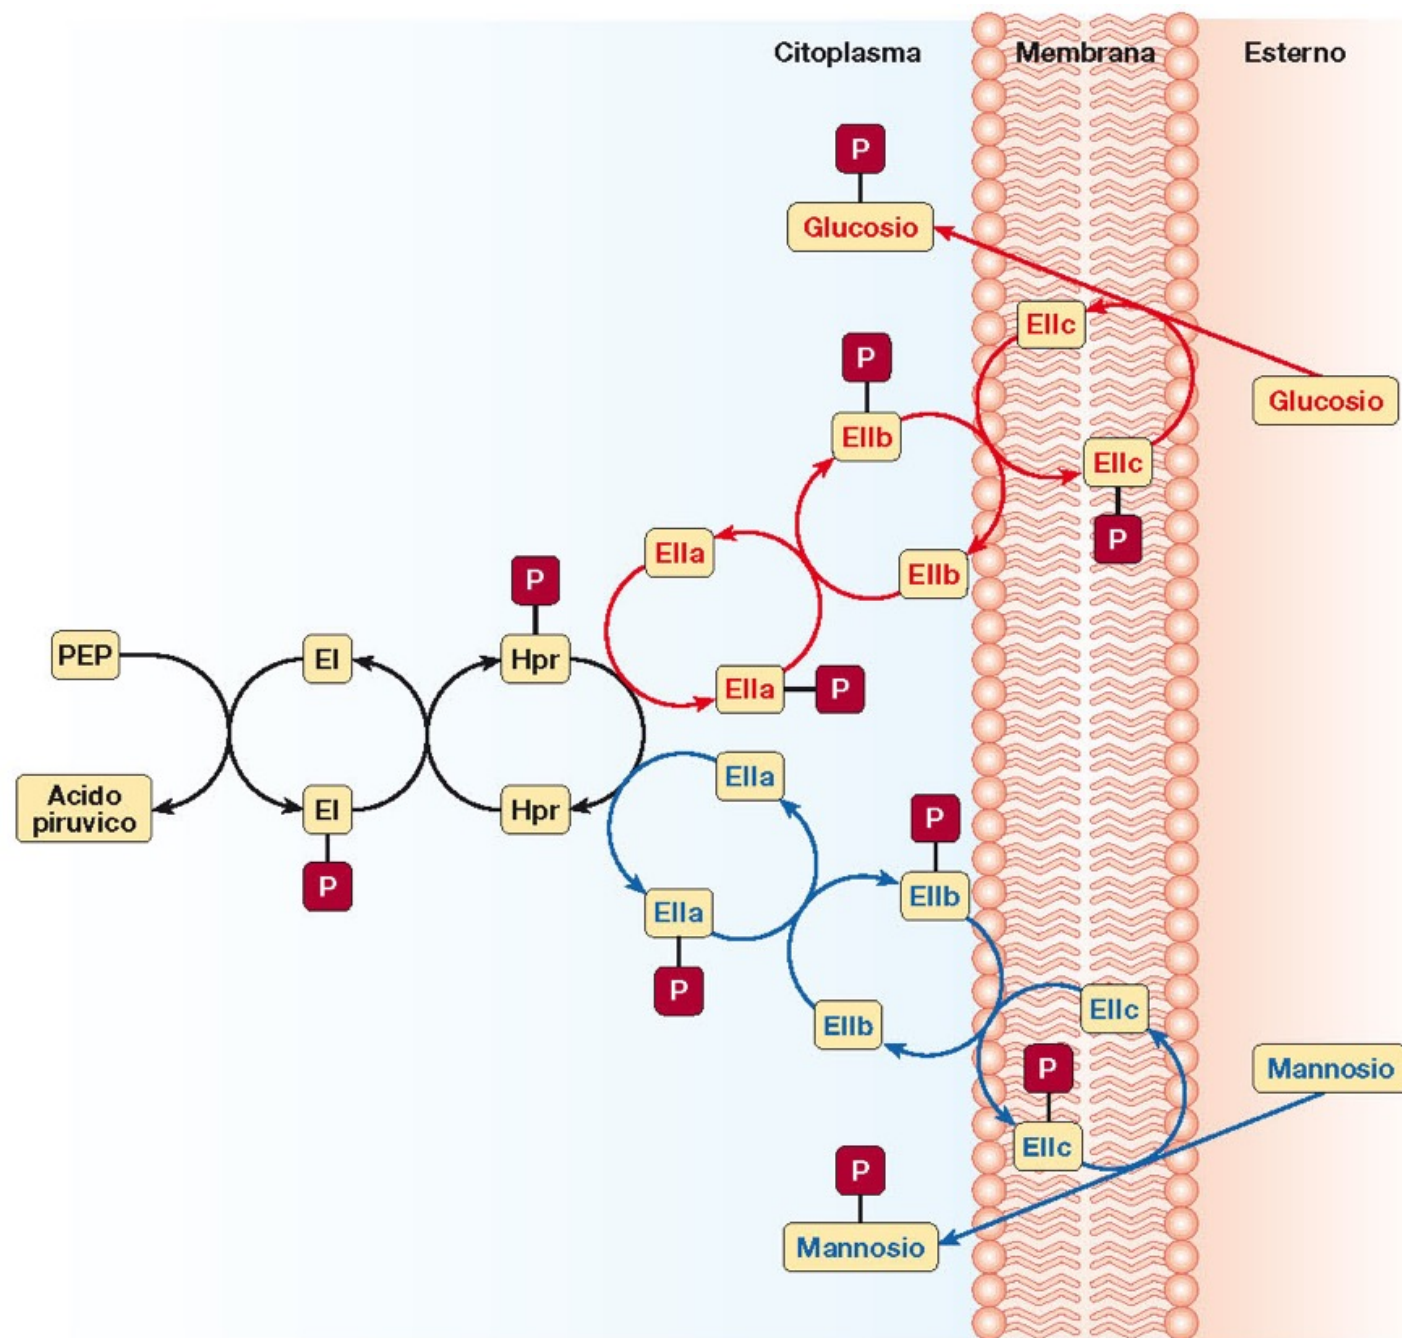 Citoplasma
Membrana
Esterno
P
Glucosio
EIIc
P
Glucosio
EIIb
EIIc
P
EIIa
EIIb
P
PEP
EI
Hpr
EIIa
P
EIIa
Acido
piruvico
EI
Hpr
P
P
EIIa
EIIb
P
EIIb
EIIc
P
Mannosio
EIIc
P
Mannosio